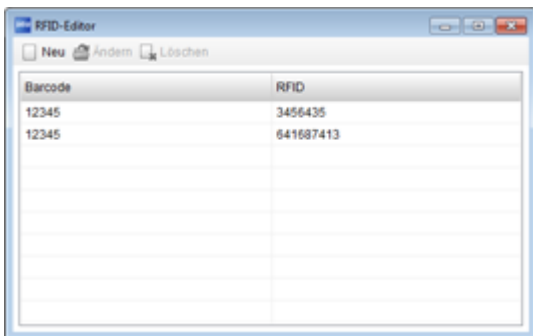 RFID-Editor
Neu Ändern Löschen
Barcode RFID
12345 3456435
12345 641687413